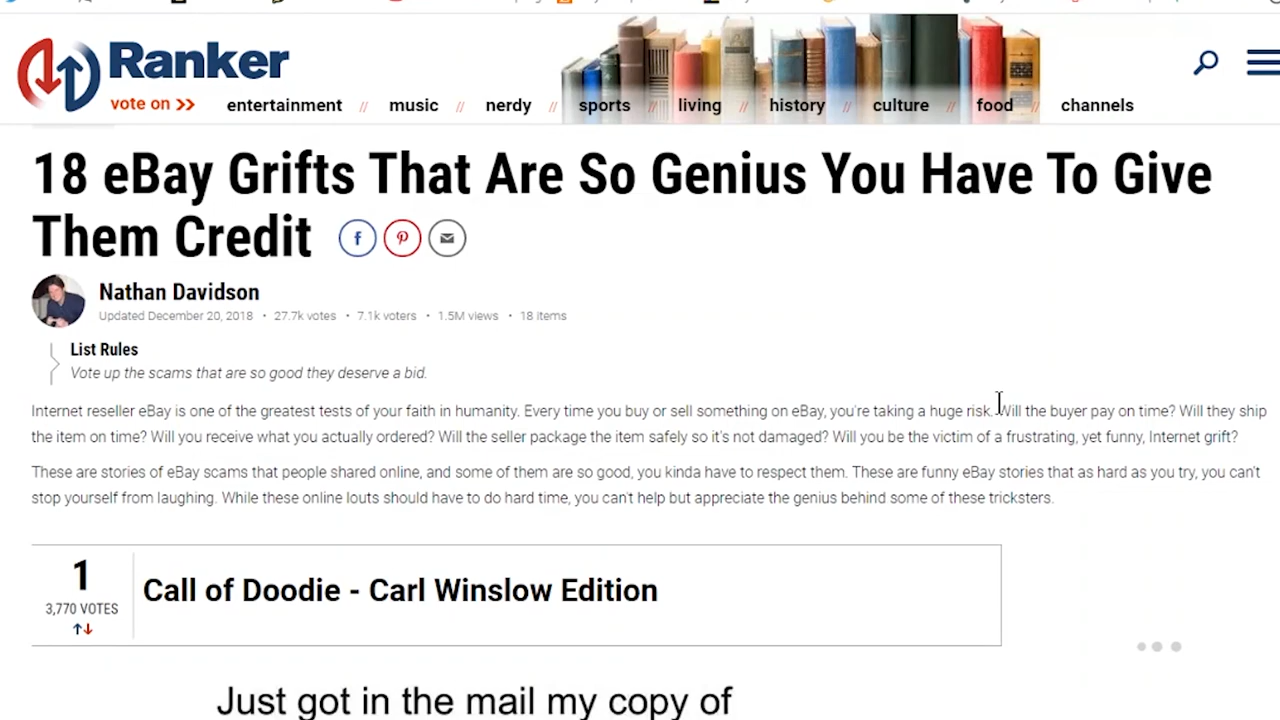 Ranker
vote on >>
entertainment // music // nerdy // sports // living // history // culture // food // channels
18 eBay Grifts That Are So Genius You Have To Give
Them Credit
Nathan Davidson
Updated December 20, 2018 • 27.7k votes • 7.1k voters • 1.5M views • 18 items
List Rules
Vote up the scams that are so good they deserve a bid.
Internet reseller eBay is one of the greatest tests of your faith in humanity. Every time you buy or sell something on eBay, you're taking a huge risk. Will the buyer pay on time? Will they ship
the item on time? Will you receive what you actually ordered? Will the seller package the item safely so it's not damaged? Will you be the victim of a frustrating, yet funny, Internet grift?
These are stories of eBay scams that people shared online, and some of them are so good, you kinda have to respect them. These are funny eBay stories that as hard as you try, you can't
stop yourself from laughing. While these online louts should have to do hard time, you can't help but appreciate the genius behind some of these tricksters.
1
3,770 VOTES
Call of Doodie - Carl Winslow Edition
Just got in the mail my copy of